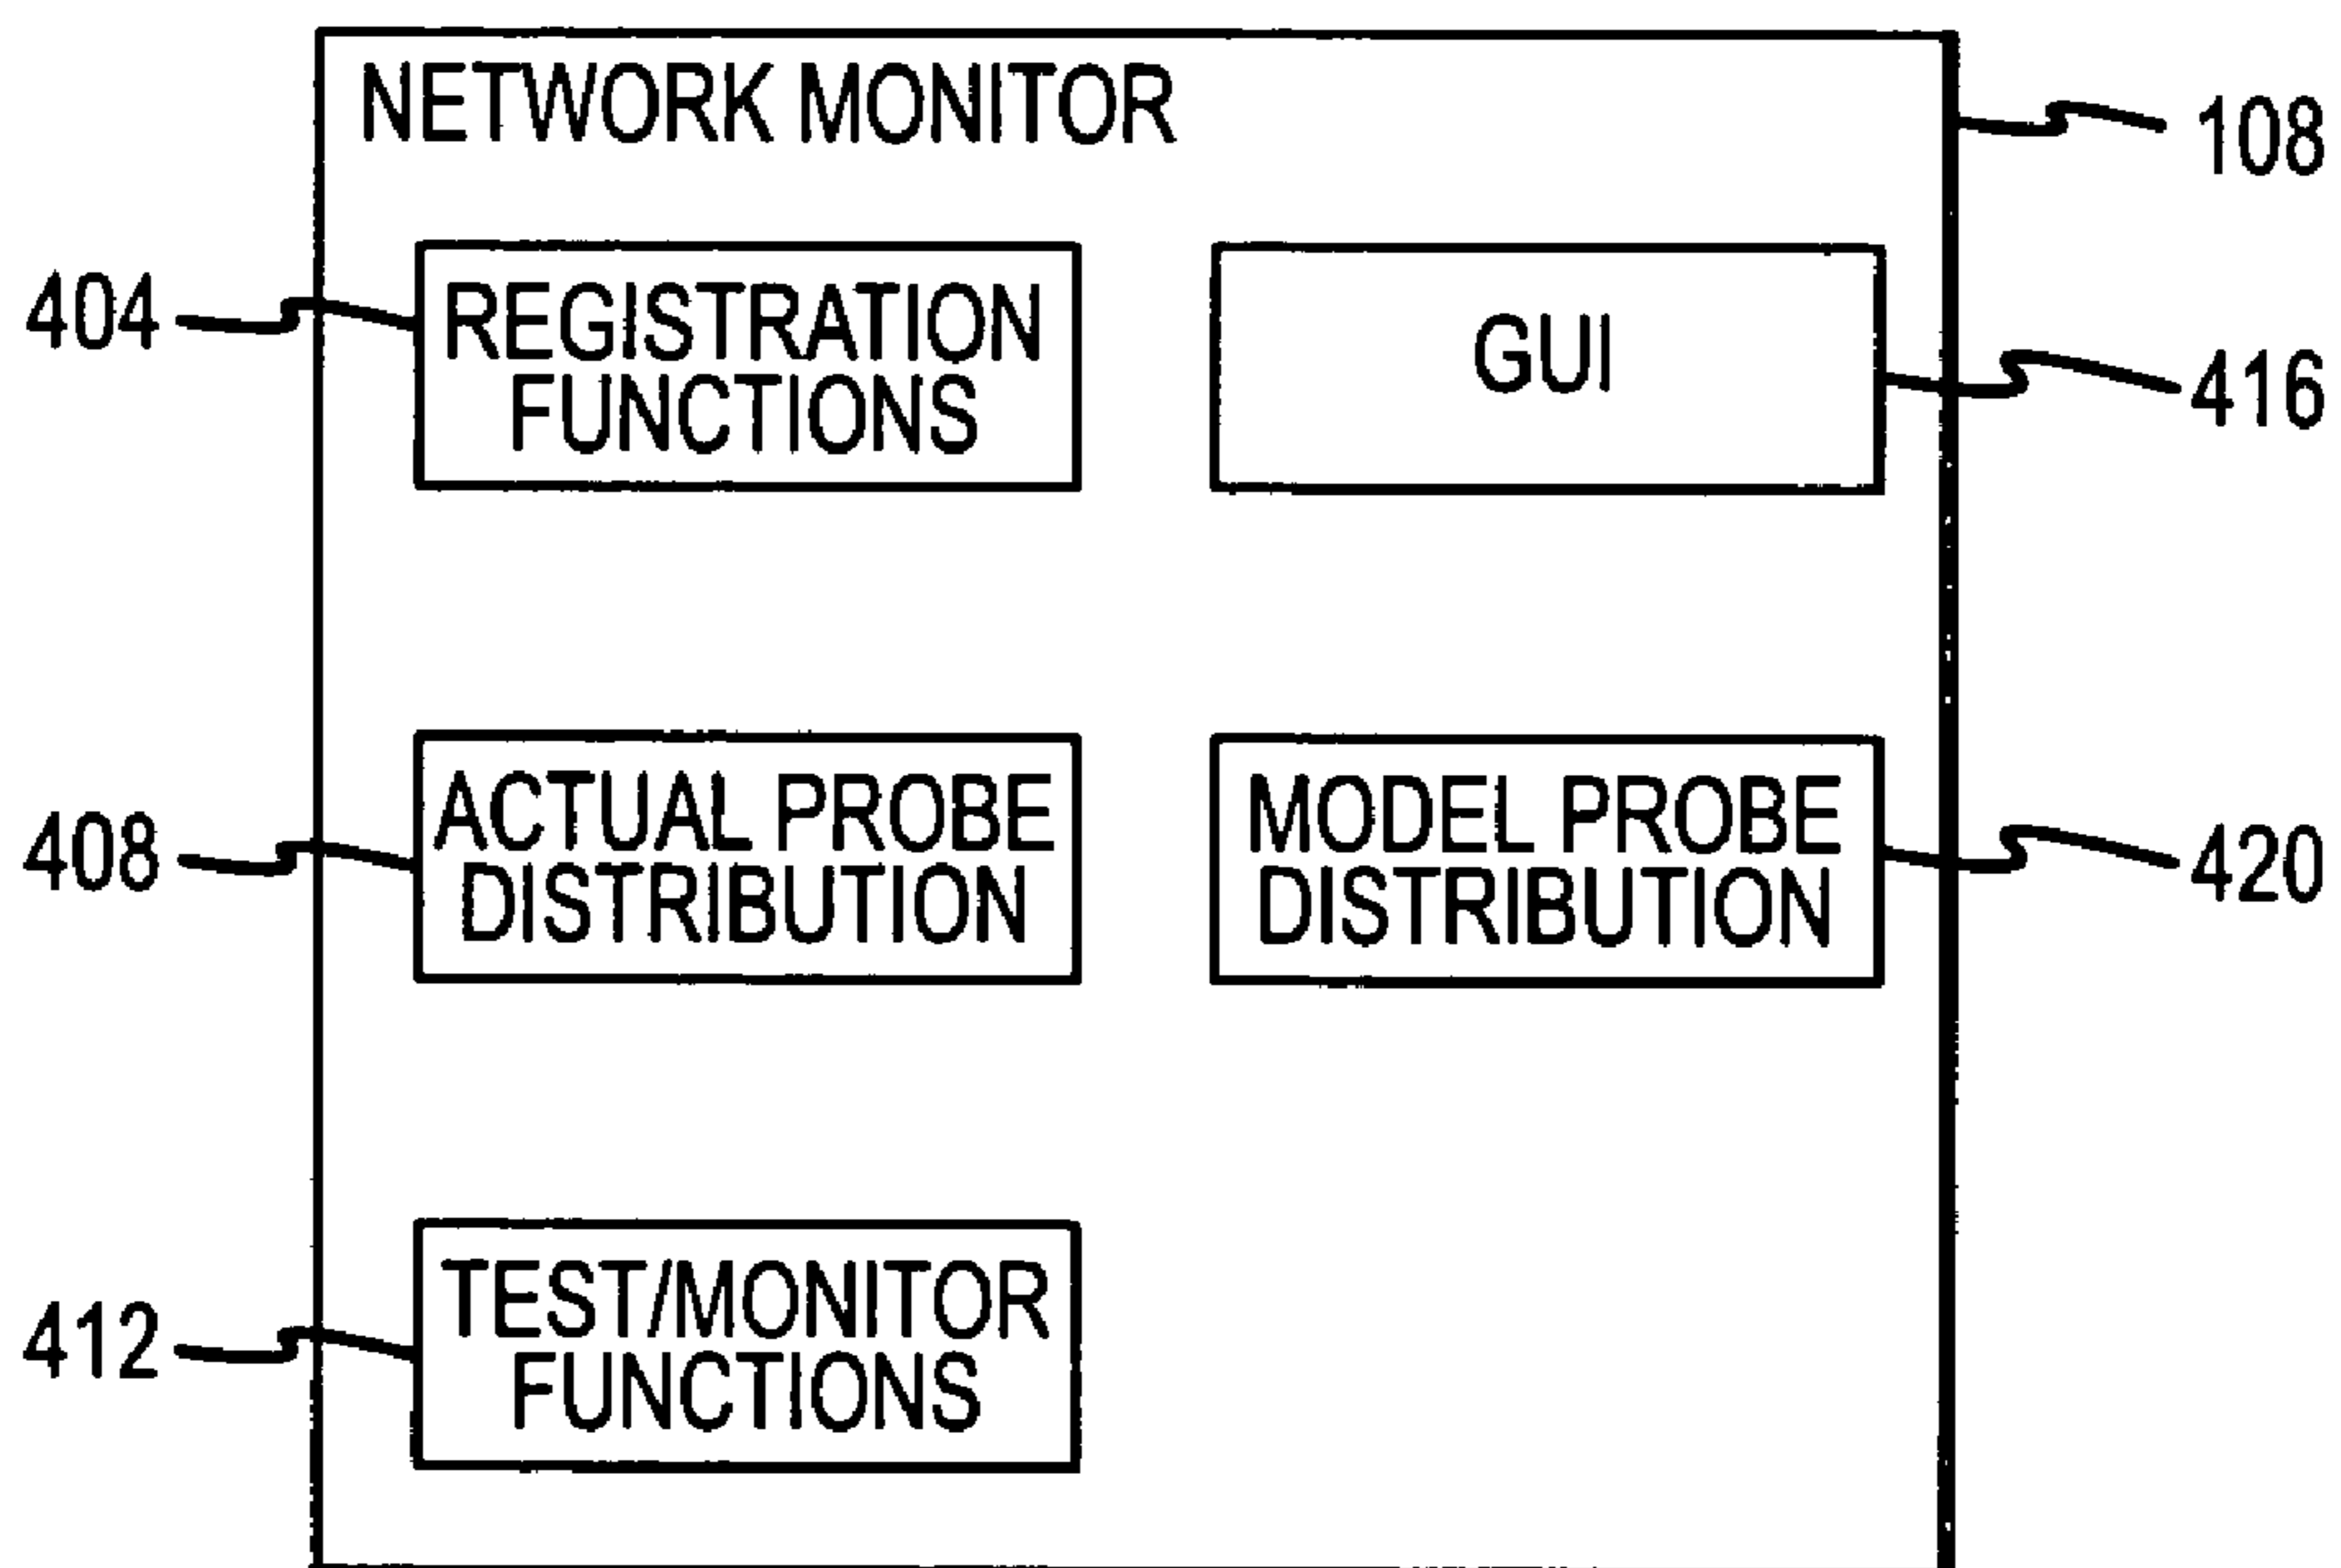 NETWORK MONITOR
108
404
REGISTRATION
FUNCTIONS
GUI
416
408
ACTUAL PROBE
DISTRIBUTION
MODEL PROBE
DISTRIBUTION
420
412
TEST/MONITOR
FUNCTIONS